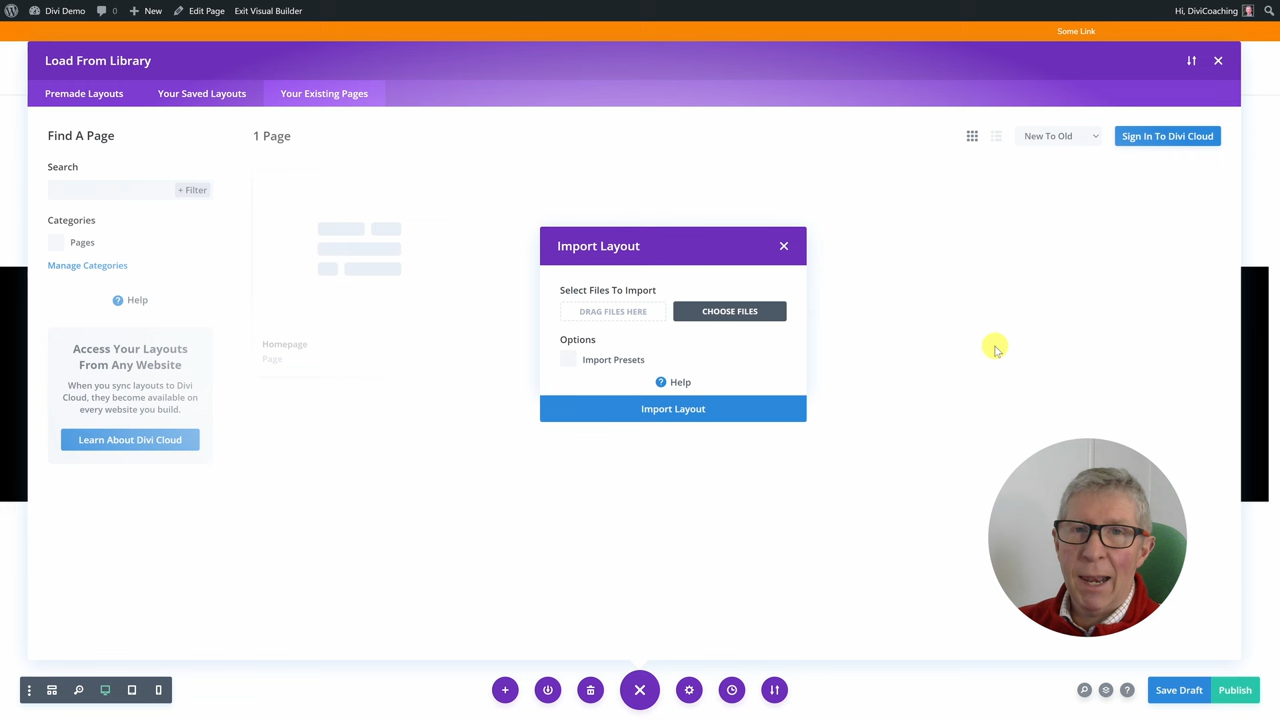 Divi Demo
0
New
Edit Page
Exit Visual Builder
Hi, DiviCoaching
Some Link
Load From Library
Premade Layouts
Your Saved Layouts
Your Existing Pages
Find A Page
1 Page
New To Old
Sign In To Divi Cloud
Search
+ Filter
Categories
Pages
Manage Categories
Help
Access Your Layouts
From Any Website
When you sync layouts to Divi
Cloud, they become available on
every website you build.
Learn About Divi Cloud
Homepage
Page
Import Layout
Select Files To Import
DRAG FILES HERE
CHOOSE FILES
Options
Import Presets
Help
Import Layout
Save Draft
Publish